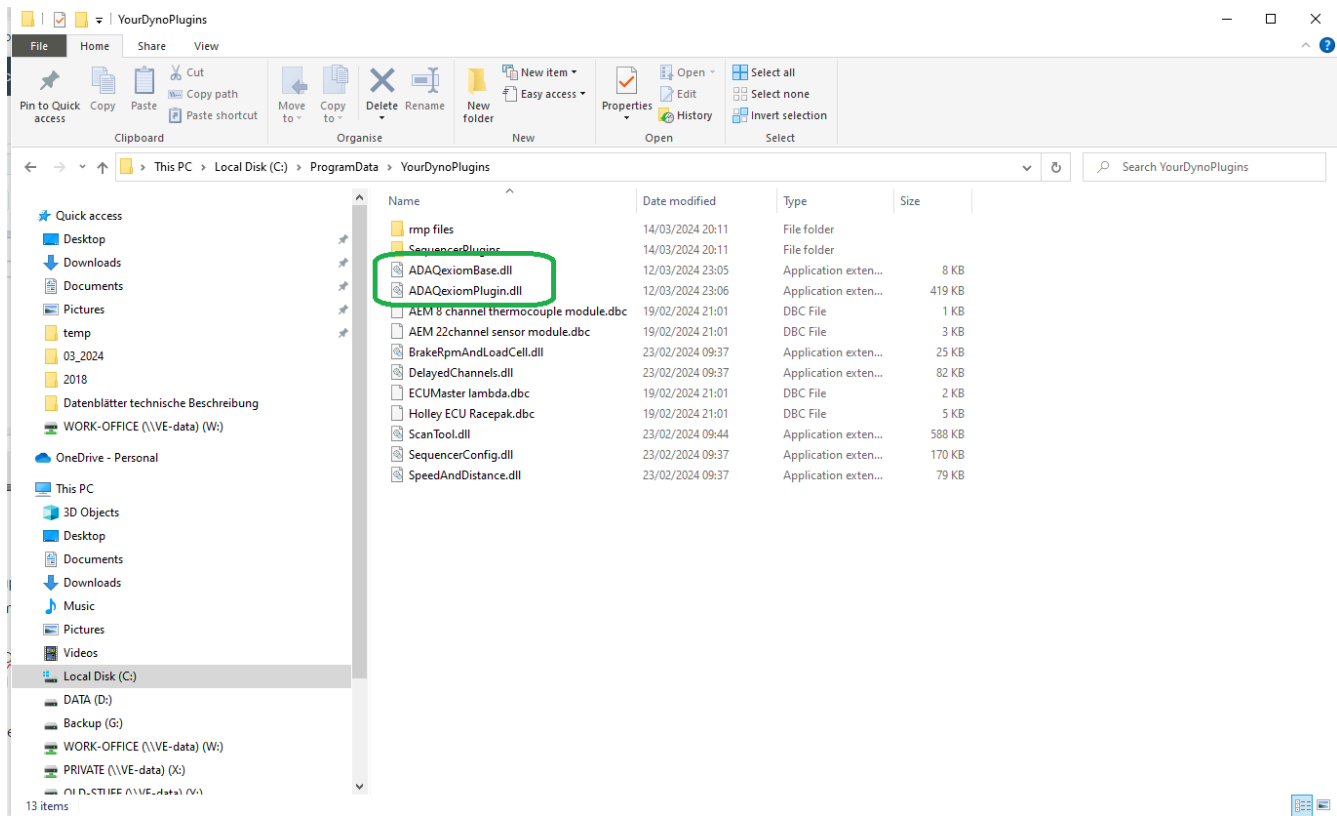 YourDynoPlugins
File Home Share View
Pin to Quick access
Copy
Paste
Cut
Copy path
Paste shortcut
Clipboard
Move to
Copy to
Delete
Rename
Organise
New folder
New item
Easy access
New
Properties
Open
Edit
History
Open
Select all
Select none
Invert selection
Select
This PC > Local Disk (C:) > ProgramData > YourDynoPlugins
Search YourDynoPlugins
Quick access
Desktop
Downloads
Documents
Pictures
temp
03_2024
2018
Datenblätter technische Beschreibung
WORK-OFFICE (\\VE-data) (W:)
OneDrive - Personal
This PC
3D Objects
Desktop
Documents
Downloads
Music
Pictures
Videos
Local Disk (C:)
DATA (D:)
Backup (G:)
WORK-OFFICE (\\VE-data) (W:)
PRIVATE (\\VE-data) (X:)
OLD-STUFF (\\VE-data) (Y:)
Name Date modified Type Size
rmp files 14/03/2024 20:11 File folder
SequencerPlugins 14/03/2024 20:11 File folder
ADAQexiomBase.dll 12/03/2024 23:05 Application exten... 8 KB
ADAQexiomPlugin.dll 12/03/2024 23:06 Application exten... 419 KB
AEM 8 channel thermocouple module.dbc 19/02/2024 21:01 DBC File 1 KB
AEM 22channel sensor module.dbc 19/02/2024 21:01 DBC File 3 KB
BrakeRpmAndLoadCell.dll 23/02/2024 09:37 Application exten... 25 KB
DelayedChannels.dll 23/02/2024 09:37 Application exten... 82 KB
ECUMaster lambda.dbc 19/02/2024 21:01 DBC File 2 KB
Holley ECU Racepak.dbc 19/02/2024 21:01 DBC File 5 KB
ScanTool.dll 23/02/2024 09:44 Application exten... 588 KB
SequencerConfig.dll 23/02/2024 09:37 Application exten... 170 KB
SpeedAndDistance.dll 23/02/2024 09:37 Application exten... 79 KB
13 items